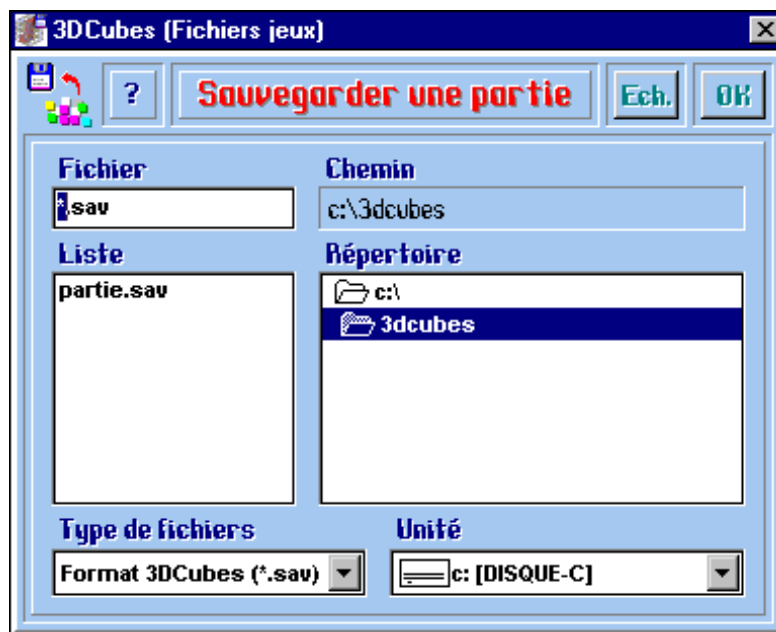 3DCubes (Fichiers jeux)
? Sauvegarder une partie Ech. OK
Fichier Chemin
*.sav c:\3dcubes
Liste Répertoire
partie.sav c:\
3dcubes
Type de fichiers Unité
Format 3DCubes (*.sav) c: [DISQUE-C]